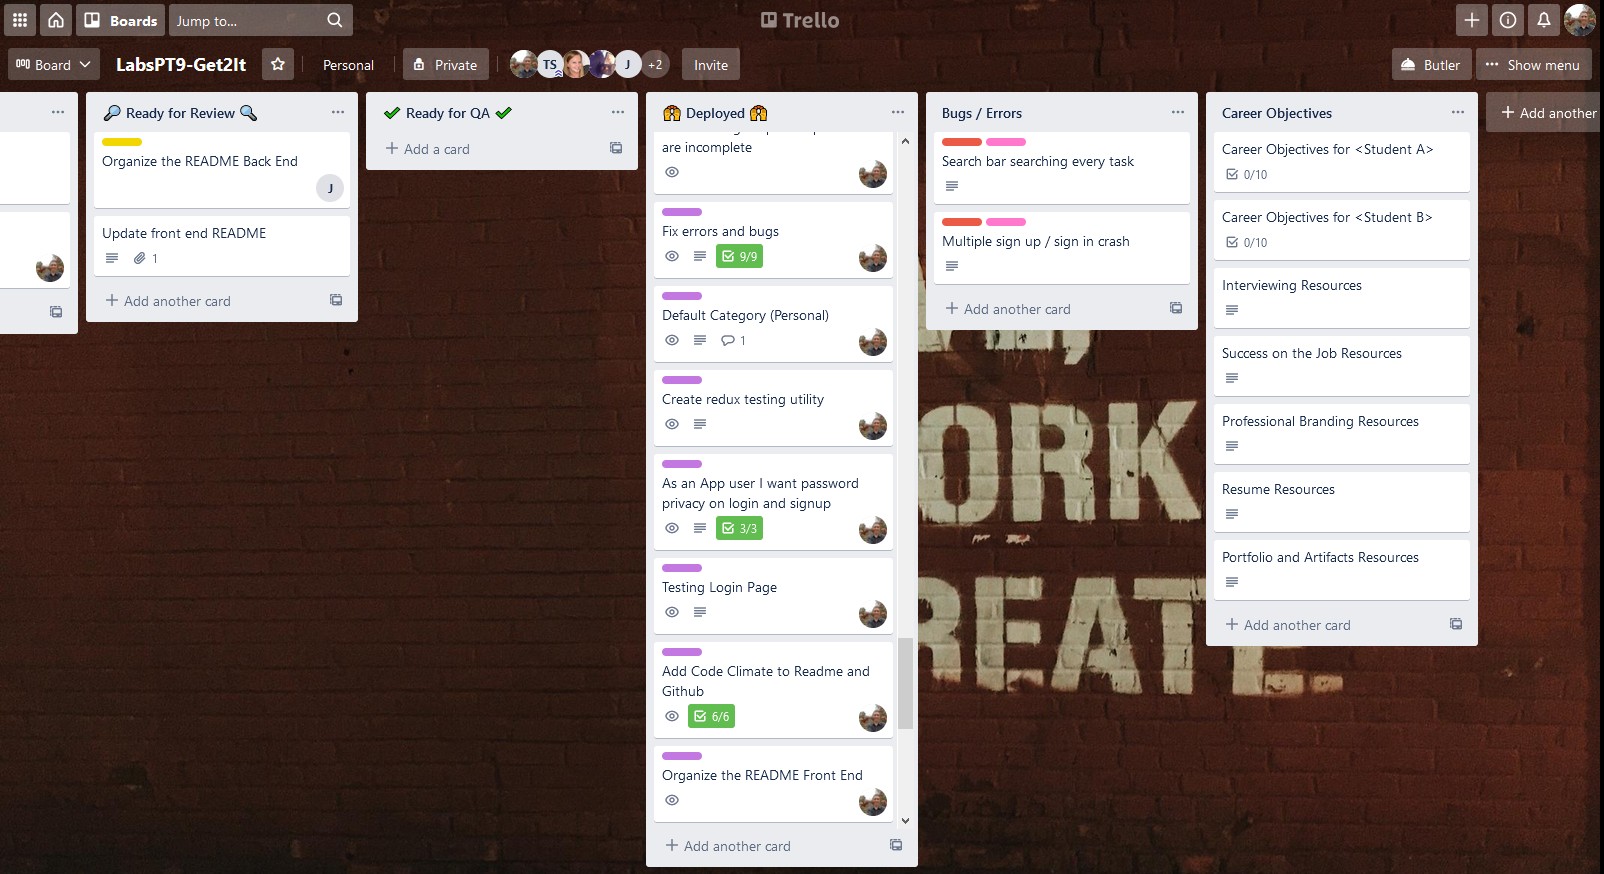 Boards
Jump to...
Trello
Board
LabsPT9-Get2It
Personal
Private
TS
J
+2
Invite
Butler
Show menu
Ready for Review
Organize the README Back End
J
Update front end README
1
Add another card
Ready for QA
Add a card
Deployed
are incomplete
Fix errors and bugs
9/9
Default Category (Personal)
1
Create redux testing utility
As an App user I want password
privacy on login and signup
3/3
Testing Login Page
Add Code Climate to Readme and
Github
6/6
Organize the README Front End
Add another card
Bugs / Errors
Search bar searching every task
Multiple sign up / sign in crash
Add another card
Career Objectives
Career Objectives for <Student A>
0/10
Career Objectives for <Student B>
0/10
Interviewing Resources
Success on the Job Resources
Professional Branding Resources
Resume Resources
Portfolio and Artifacts Resources
Add another card
Add another
ORK
REATE